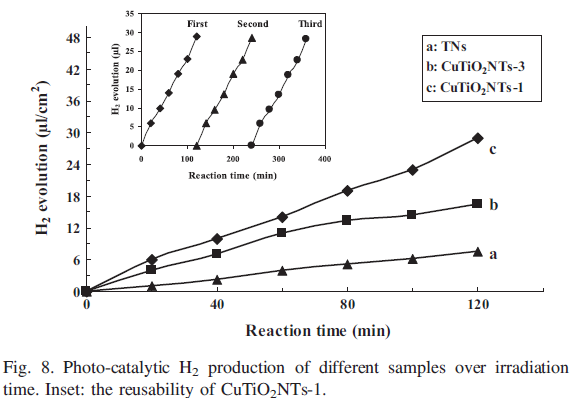 35
30
25
20
15
10
5
0
H₂ evolution (µl)
First
Second
Third
0
100
200
300
400
Reaction time (min)
48
42
36
30
24
18
12
6
0
H₂ evolution (µl/cm²)
a: TNs
b: CuTiO₂NTs-3
c: CuTiO₂NTs-1
c
b
a
0
40
80
120
Reaction time (min)
Fig. 8. Photo-catalytic H₂ production of different samples over irradiation
time. Inset: the reusability of CuTiO₂NTs-1.